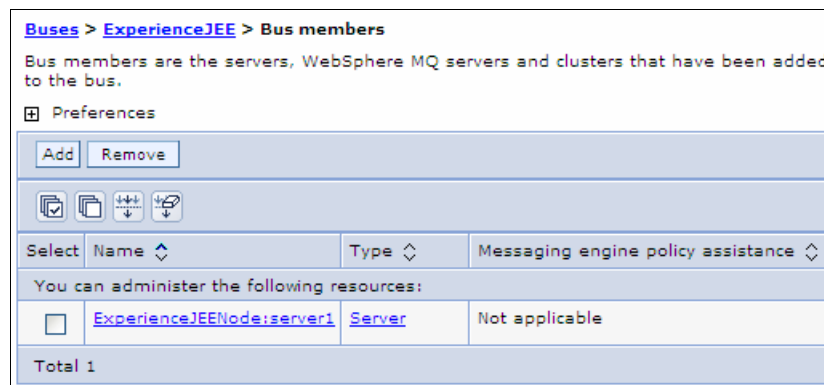 Buses > ExperienceJEE > Bus members
Bus members are the servers, WebSphere MQ servers and clusters that have been added
to the bus.
Preferences
Add Remove
Select Name Type Messaging engine policy assistance
You can administer the following resources:
ExperienceJEENode:server1 Server Not applicable
Total 1